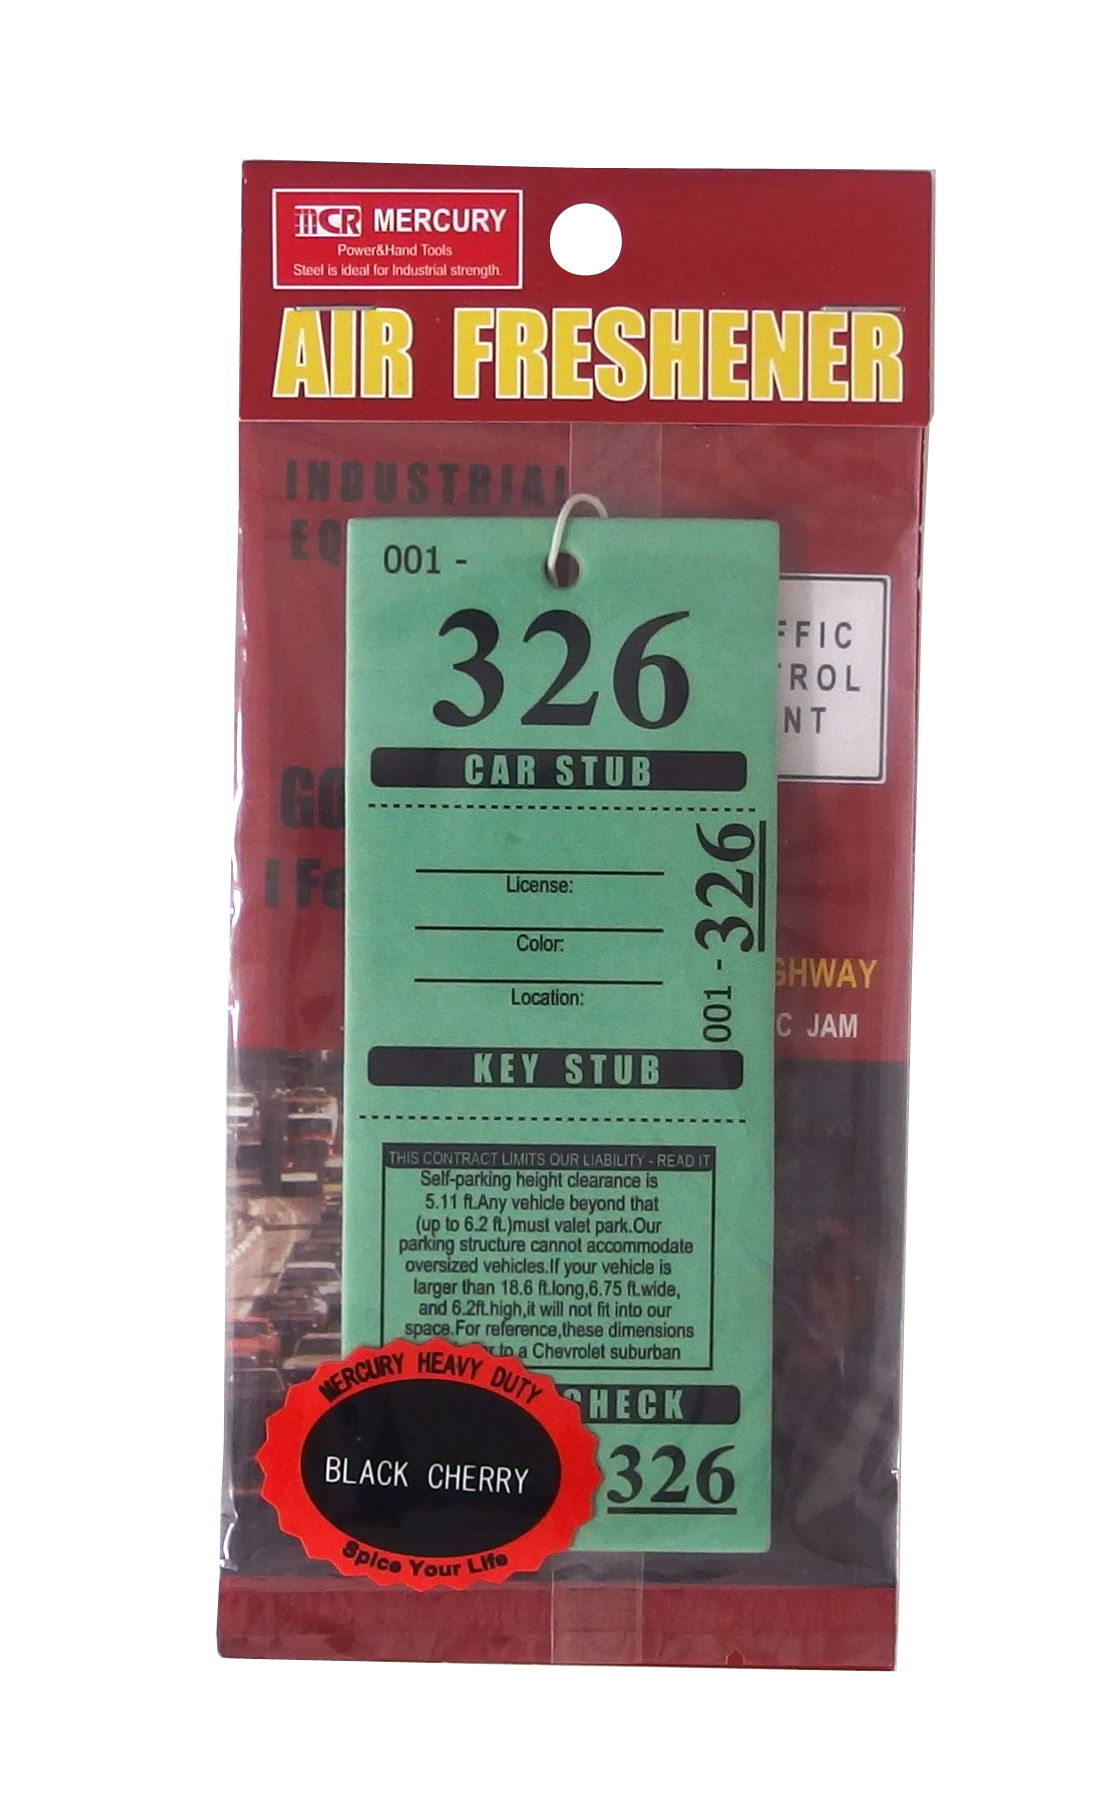 MCR MERCURY
Power&Hand Tools
Steel is ideal for Industrial strength.
AIR FRESHENER
INDUSTRIAL
001 -
326
CAR STUB
License:
Color:
Location:
001 - 326
KEY STUB
GHWAY
C JAM
THIS CONTRACT LIMITS OUR LIABILITY - READ IT
Self-parking height clearance is
5.11 ft.Any vehicle beyond that
(up to 6.2 ft.)must valet park.Our
parking structure cannot accommodate
oversized vehicles.If your vehicle is
larger than 18.6 ft.long,6.75 ft.wide,
and 6.2ft.high,it will not fit into our
space.For reference,these dimensions
to a Chevrolet suburban
CHECK
326
MERCURY HEAVY DUTY
BLACK CHERRY
Spice Your Life